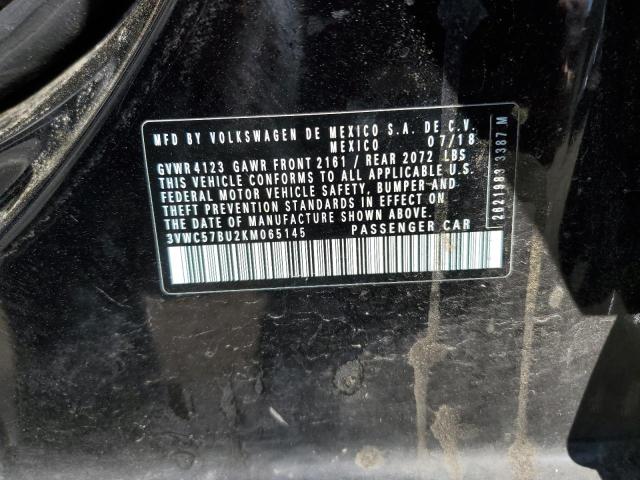 MFD BY VOLKSWAGEN DE MEXICO S.A. DE C.V.
MEXICO 07/18
GVWR 4123 GAWR FRONT 2161 / REAR 2072 LBS
THIS VEHICLE CONFORMS TO ALL APPLICABLE U.S.
FEDERAL MOTOR VEHICLE SAFETY, BUMPER AND
THEFT PREVENTION STANDARDS IN EFFECT ON
THE DATE OF MANUFACTURE SHOWN ABOVE.
3VWC57BU2KM065145 PASSENGER CAR
2621983 3387 M